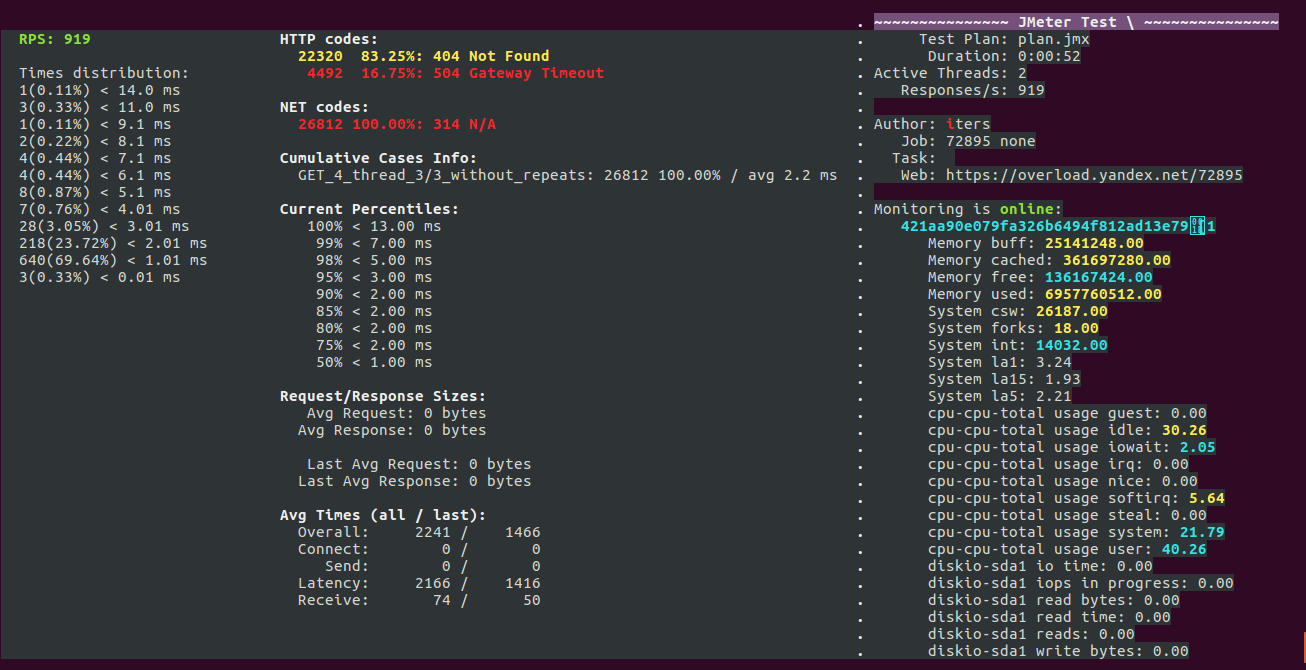 RPS: 919
Times distribution:
1(0.11%) < 14.0 ms
3(0.33%) < 11.0 ms
1(0.11%) < 9.1 ms
2(0.22%) < 8.1 ms
4(0.44%) < 7.1 ms
4(0.44%) < 6.1 ms
8(0.87%) < 5.1 ms
7(0.76%) < 4.01 ms
28(3.05%) < 3.01 ms
218(23.72%) < 2.01 ms
640(69.64%) < 1.01 ms
3(0.33%) < 0.01 ms
HTTP codes:
22320 83.25%: 404 Not Found
4492 16.75%: 504 Gateway Timeout
NET codes:
26812 100.00%: 314 N/A
Cumulative Cases Info:
GET_4_thread_3/3_without_repeats: 26812 100.00% / avg 2.2 ms
Current Percentiles:
100% < 13.00 ms
99% < 7.00 ms
98% < 5.00 ms
95% < 3.00 ms
90% < 2.00 ms
85% < 2.00 ms
80% < 2.00 ms
75% < 2.00 ms
50% < 1.00 ms
Request/Response Sizes:
Avg Request: 0 bytes
Avg Response: 0 bytes
Last Avg Request: 0 bytes
Last Avg Response: 0 bytes
Avg Times (all / last):
Overall: 2241 / 1466
Connect: 0 / 0
Send: 0 / 0
Latency: 2166 / 1416
Receive: 74 / 50
~~~~~~~~~~~~~~~ JMeter Test \ ~~~~~~~~~~~~~~~
Test Plan: plan.jmx
Duration: 0:00:52
Active Threads: 2
Responses/s: 919
Author: iters
Job: 72895 none
Task:
Web: https://overload.yandex.net/72895
Monitoring is online:
421aa90e079fa326b6494f812ad13e79 1
Memory buff: 25141248.00
Memory cached: 361697280.00
Memory free: 136167424.00
Memory used: 6957760512.00
System csw: 26187.00
System forks: 18.00
System int: 14032.00
System la1: 3.24
System la15: 1.93
System la5: 2.21
cpu-cpu-total usage guest: 0.00
cpu-cpu-total usage idle: 30.26
cpu-cpu-total usage iowait: 2.05
cpu-cpu-total usage irq: 0.00
cpu-cpu-total usage nice: 0.00
cpu-cpu-total usage softirq: 5.64
cpu-cpu-total usage steal: 0.00
cpu-cpu-total usage system: 21.79
cpu-cpu-total usage user: 40.26
diskio-sda1 io time: 0.00
diskio-sda1 iops in progress: 0.00
diskio-sda1 read bytes: 0.00
diskio-sda1 read time: 0.00
diskio-sda1 reads: 0.00
diskio-sda1 write bytes: 0.00